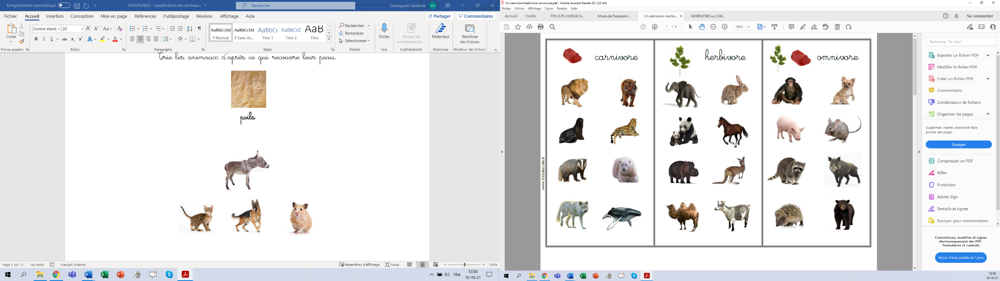 Enregistrement automatique
DEVERGNIES - classification des animaux...
Rechercher
Devergnies Sandrine
DS
Fichier Accueil Insertion Conception Mise en page Références Publipostage Révision Affichage Aide
Partager
Commentaires
Coller
Cursive stand
20
Aa
G I S ab x₂ x² A A
AaBbCcDd AaBbCcDd AaBbC AaBbCcE AaB
¶ Normal ¶ Sans int... Titre 1 Titre 2 Titre
Rechercher
Remplacer
Sélectionner
Dicter
Niveau de
confidentialité
Rédacteur
Réutiliser
des fichiers
Presse-papiers Police Paragraphe Styles Édition Voix Confidentialité Rédacteur Réutiliser des fichiers
Trie les animaux d'après ce qui recouvre leur peau.
poils
Page 3 sur 13 164 mots Français (France)
Paramètres d'affichage Focus 100%
FRA
12:58
10-10-21
tri-carnivore-herbivore-omnivore.pdf - Adobe Acrobat Reader DC (32-bit)
Fichier Edition Affichage Signer Fenêtre Aide
Accueil Outils POILS.PLUMES.ECA... Mode.de.Deplacem... tri-carnivore-herbiv... HERBIVORE.ou.CAR...
Se connecter
1 / 4
100%
carnivore
herbivore
omnivore
www.fofyalecole.fr
Rechercher "En-tête"
Exporter un fichier PDF
Modifier le fichier PDF
Créer un fichier PDF
Commentaire
Combinaison de fichiers
Organiser les pages
Supprimer, insérer, extraire et faire
pivoter des pages
Essayer
Compresser un PDF
Biffer
Protection
Adobe Sign
Remplir et signer
Envoyer pour commentaires
Convertissez, modifiez et signez
électroniquement des PDF
formulaires et contrats
Version d'essai gratuite de 7 jours
12:58
10-10-21